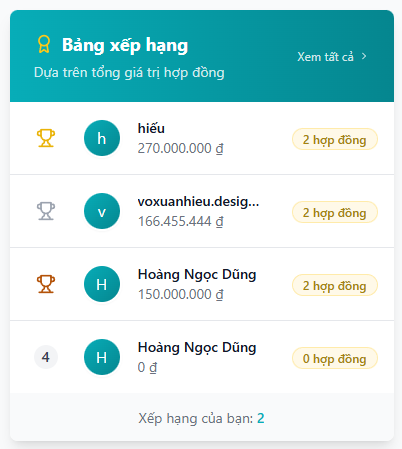 Bảng xếp hạng
Dựa trên tổng giá trị hợp đồng
Xem tất cả
h
hiếu
270.000.000 ₫
2 hợp đồng
v
voxuanhieu.desig...
166.455.444 ₫
2 hợp đồng
H
Hoàng Ngọc Dũng
150.000.000 ₫
2 hợp đồng
4
H
Hoàng Ngọc Dũng
0 ₫
0 hợp đồng
Xếp hạng của bạn: 2